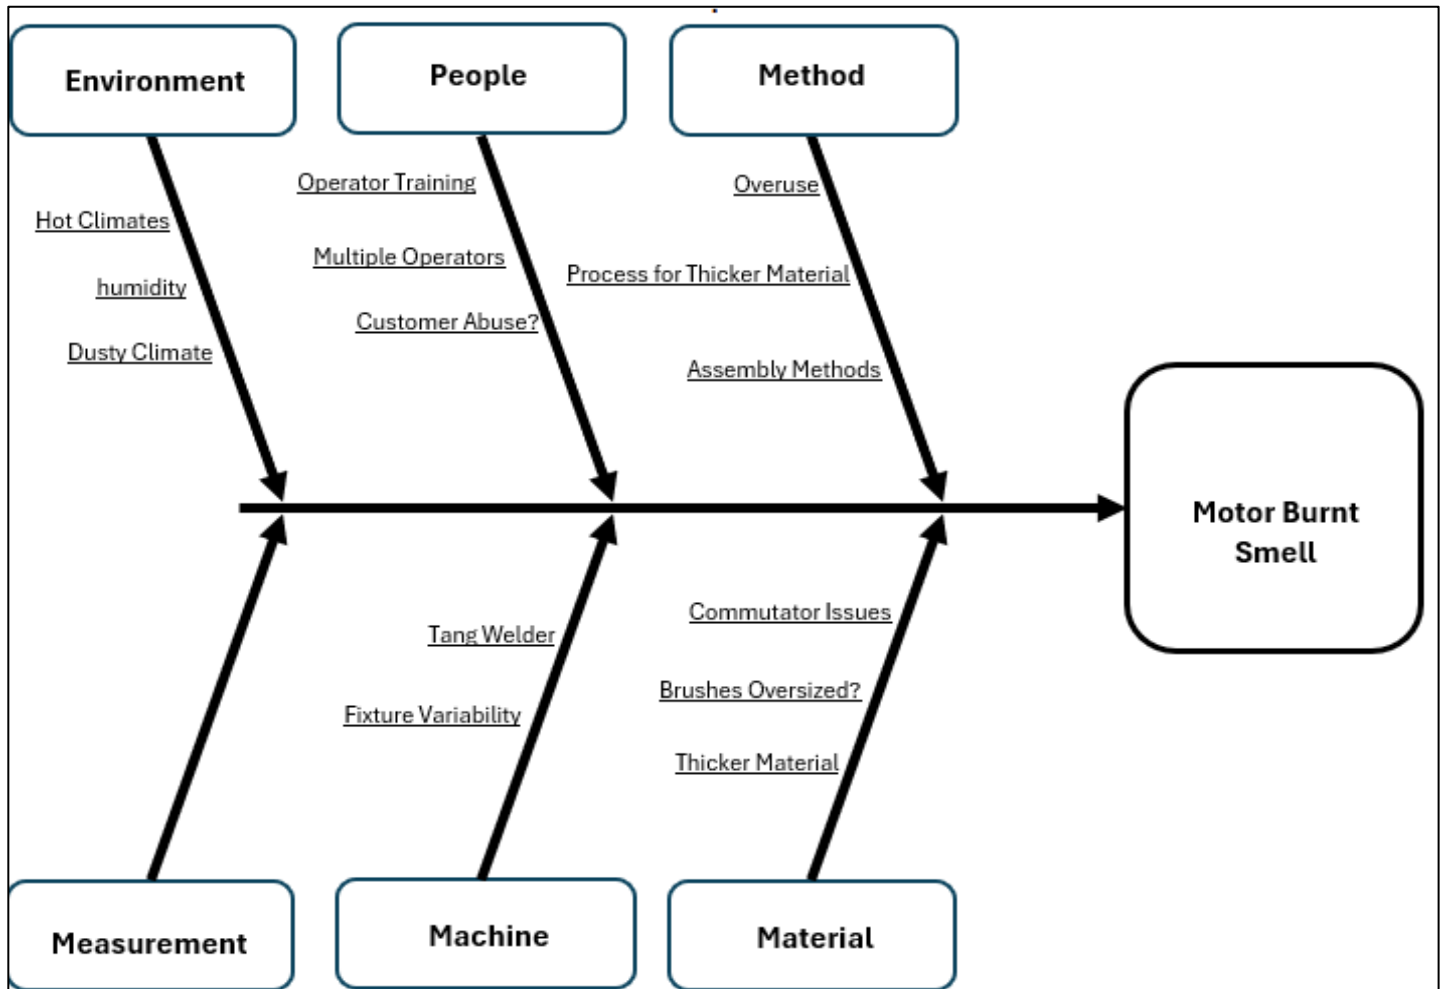 Environment
People
Method
Operator Training
Overuse
Hot Climates
Multiple Operators
Process for Thicker Material
humidity
Customer Abuse?
Dusty Climate
Assembly Methods
Motor Burnt
Smell
Commutator Issues
Tang Welder
Brushes Oversized?
Fixture Variability
Thicker Material
Measurement
Machine
Material